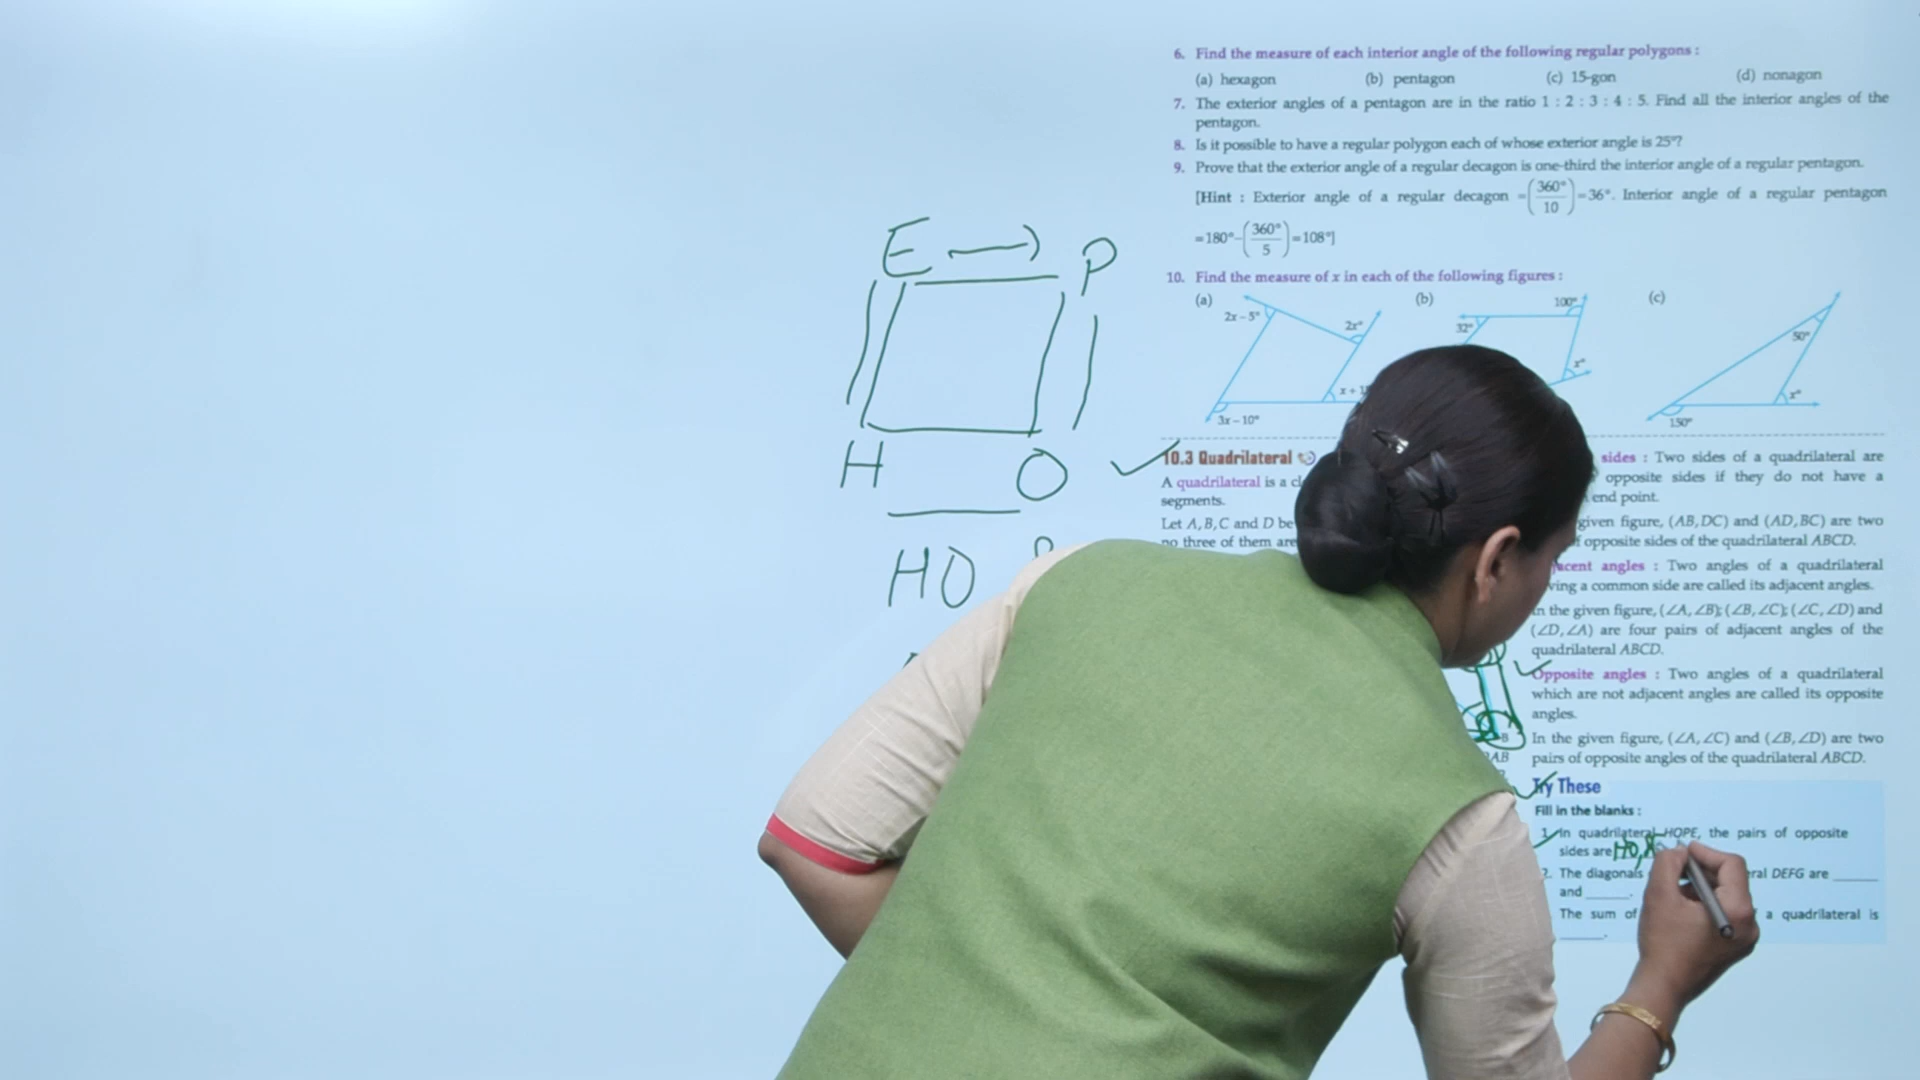 6. Find the measure of each interior angle of the following regular polygons :
(a) hexagon (b) pentagon (c) 15-gon (d) nonagon
7. The exterior angles of a pentagon are in the ratio 1 : 2 : 3 : 4 : 5. Find all the interior angles of the
pentagon.
8. Is it possible to have a regular polygon each of whose exterior angle is 25°?
9. Prove that the exterior angle of a regular decagon is one-third the interior angle of a regular pentagon.
[Hint : Exterior angle of a regular decagon =(360°/10)=36°. Interior angle of a regular pentagon
=180°-(360°/5)=108°]
10. Find the measure of x in each of the following figures :
(a) (b) (c)
2x-5° 2x° 32° 100° 50°
x° x+ x°
3x-10° 150°
E P
H O
HO
10.3 Quadrilateral
A quadrilateral is a
segments.
Let A, B, C and D be
no three of them are
sides : Two sides of a quadrilateral are
opposite sides if they do not have a
end point.
given figure, (AB, DC) and (AD, BC) are two
of opposite sides of the quadrilateral ABCD.
angles : Two angles of a quadrilateral
a common side are called its adjacent angles.
In the given figure, (∠A, ∠B); (∠B, ∠C); (∠C, ∠D) and
(∠D, ∠A) are four pairs of adjacent angles of the
quadrilateral ABCD.
Opposite angles : Two angles of a quadrilateral
which are not adjacent angles are called its opposite
angles.
B
In the given figure, (∠A, ∠C) and (∠B, ∠D) are two
AB pairs of opposite angles of the quadrilateral ABCD.
Try These
Fill in the blanks :
1. In quadrilateral HOPE, the pairs of opposite
sides are HO,
2. The diagonals DEFG are ______
and ______.
The sum of a quadrilateral is
______.